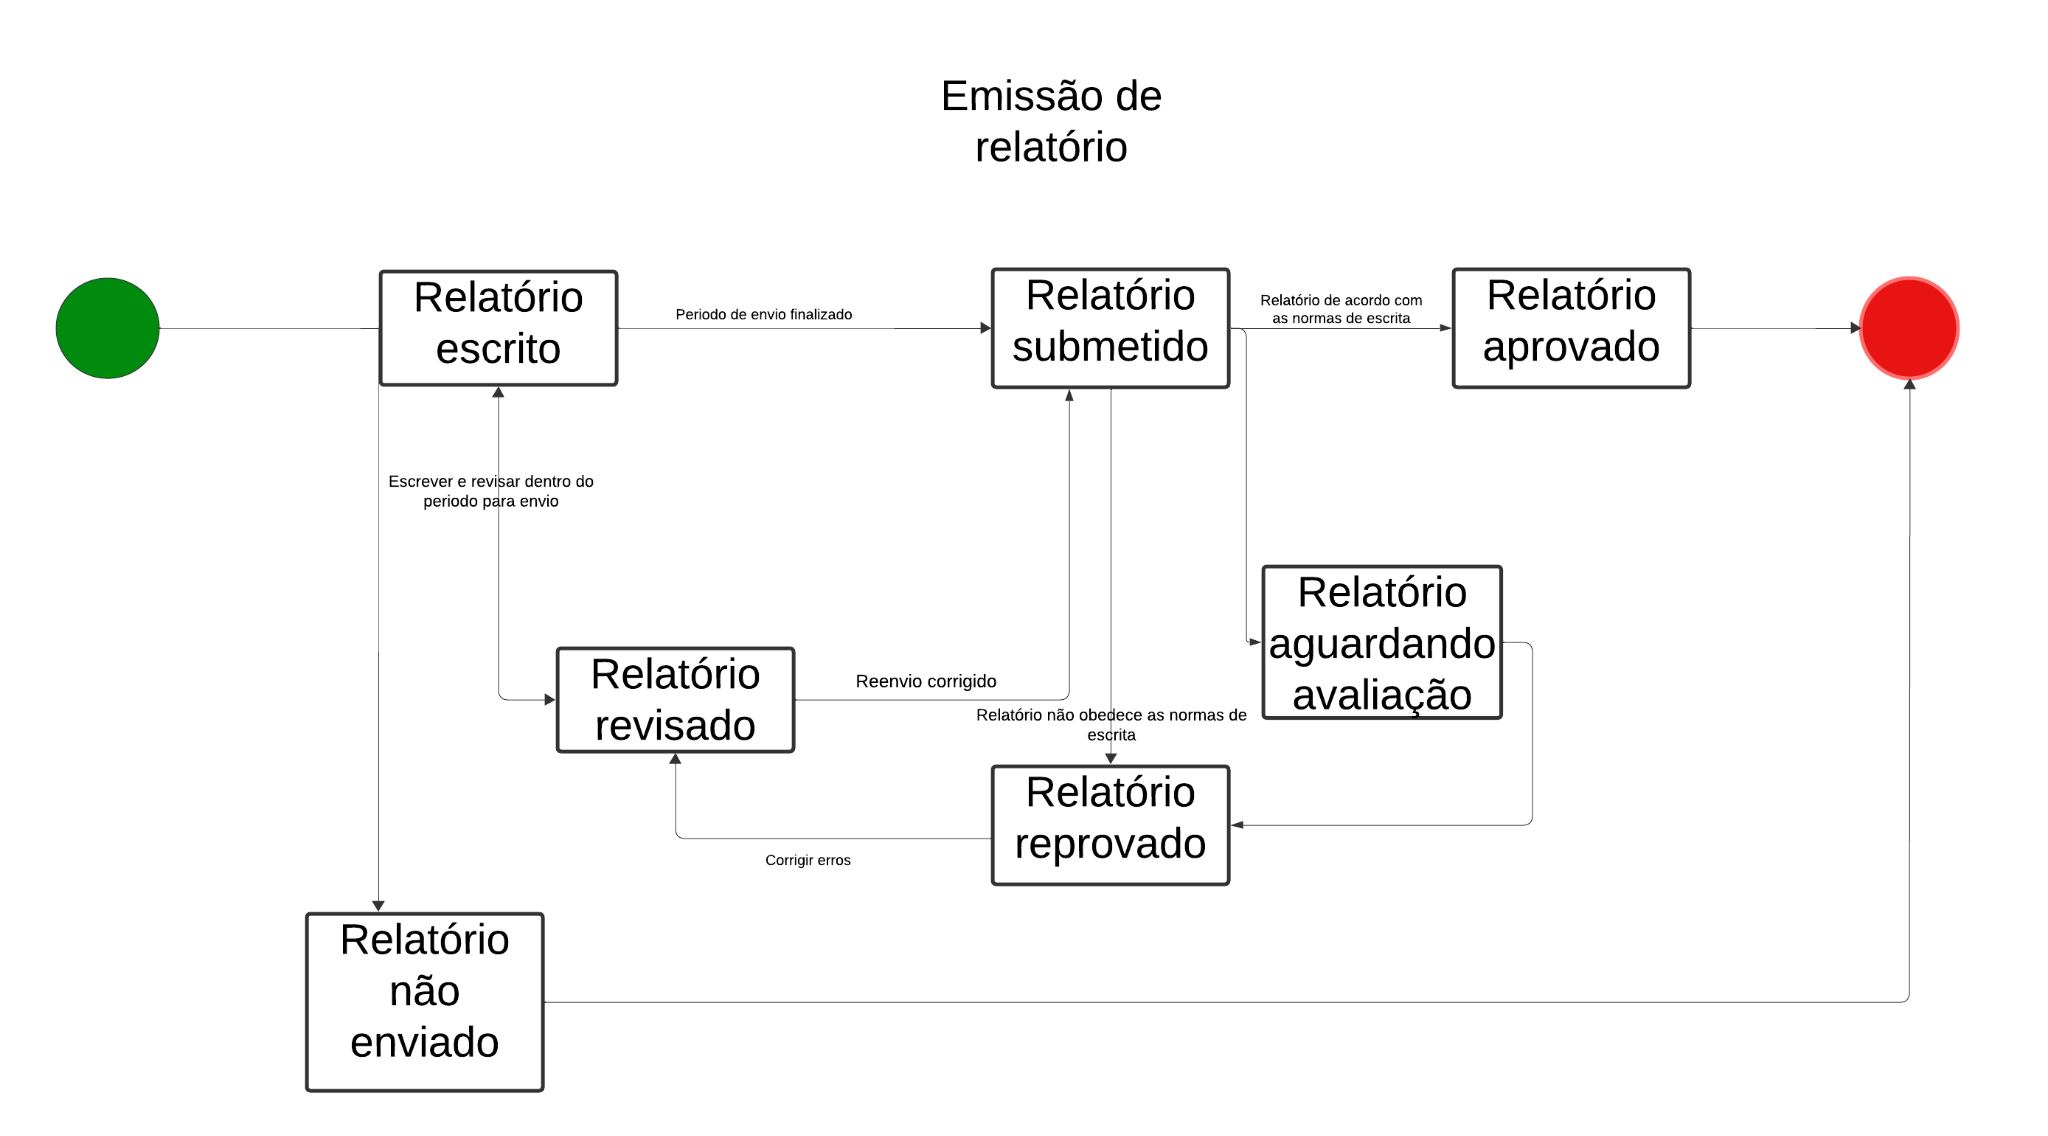 Emissão de
relatório
Relatório
escrito
Periodo de envio finalizado
Relatório
submetido
Relatório de acordo com
as normas de escrita
Relatório
aprovado
Escrever e revisar dentro do
periodo para envio
Relatório
aguardando
avaliação
Relatório
revisado
Reenvio corrigido
Relatório não obedece as normas de
escrita
Relatório
reprovado
Corrigir erros
Relatório
não
enviado